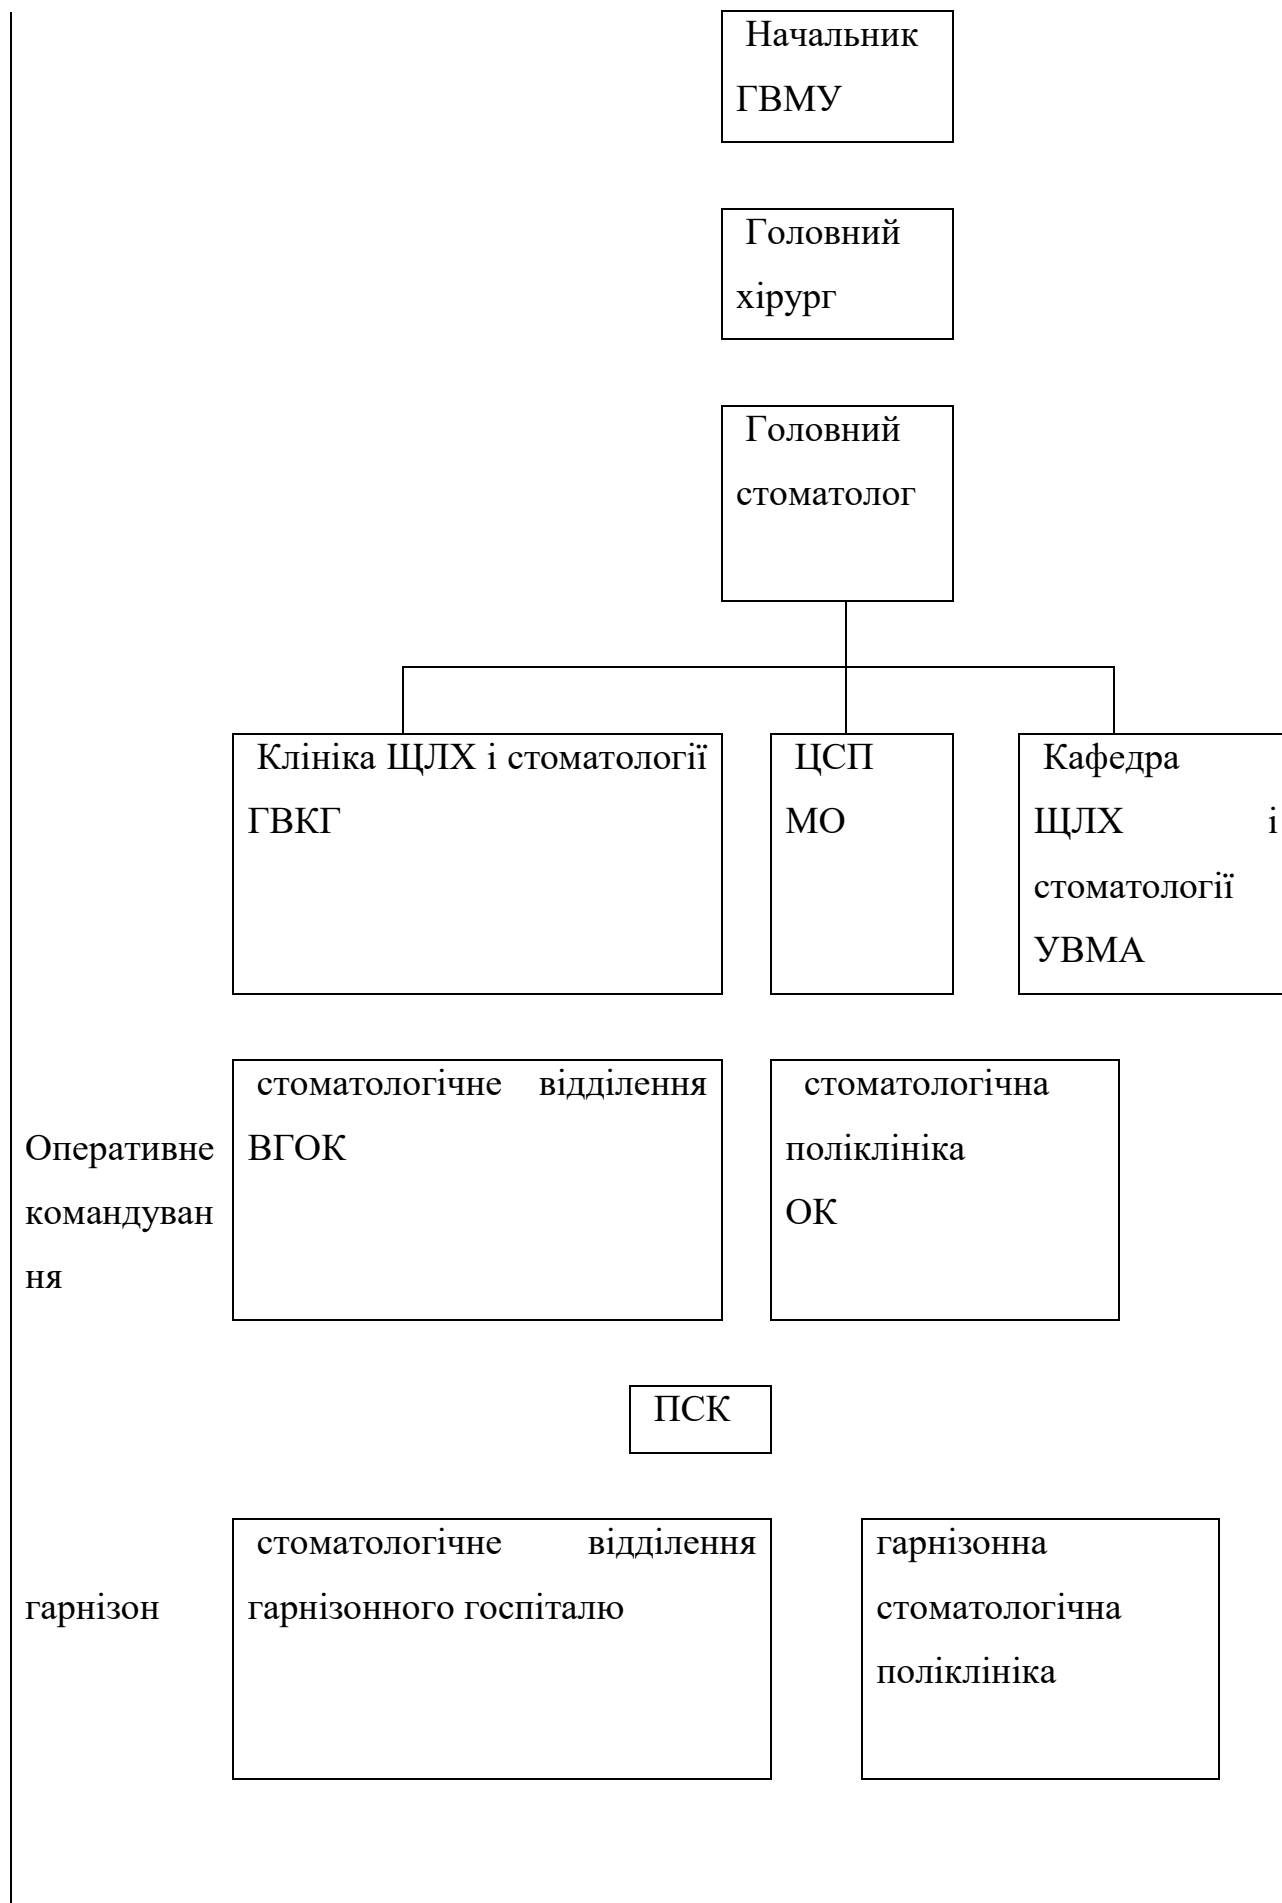 Начальник
ГВМУ
Головний
хірург
Головний
стоматолог
Клініка ЩЛХ і стоматології
ГВКГ
ЦСП
МО
Кафедра
ЩЛХ і
стоматології
УВМА
Оперативне
командуван
ня
стоматологічне відділення
ВГОК
стоматологічна
поліклініка
ОК
ПСК
гарнізон
стоматологічне відділення
гарнізонного госпіталю
гарнізонна
стоматологічна
поліклініка